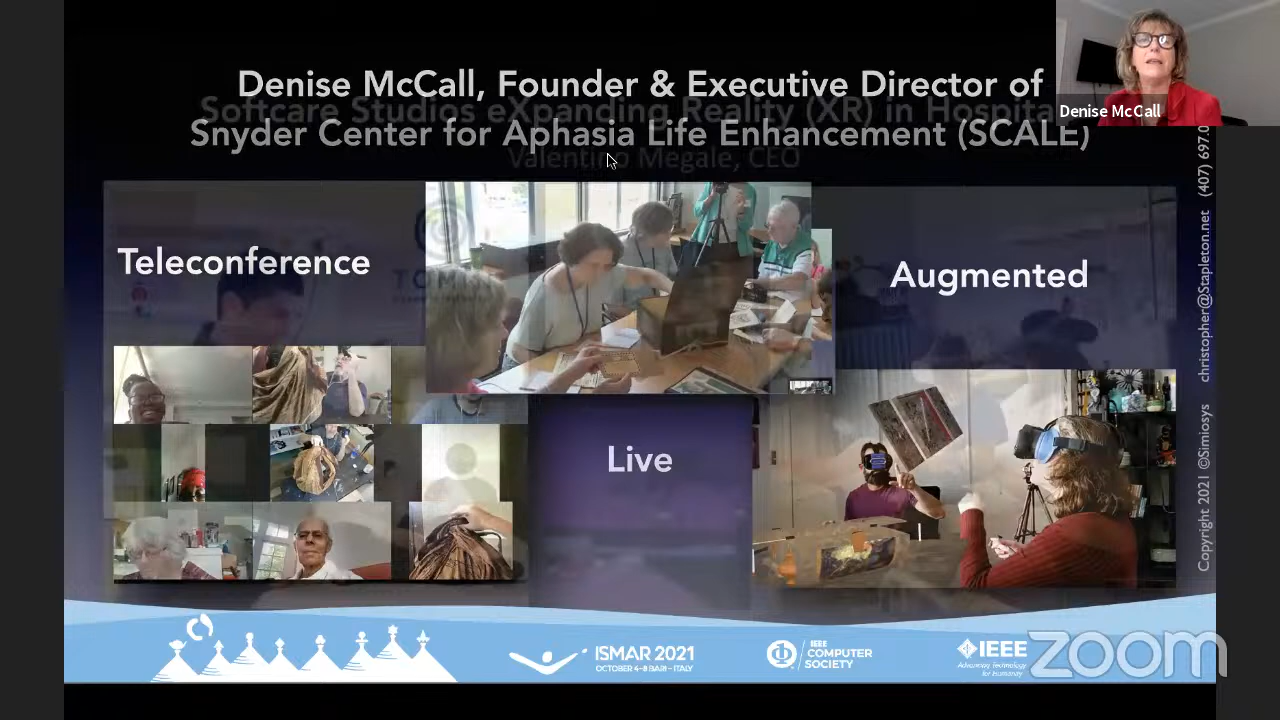 Denise McCall, Founder & Executive Director of
Softcare Studios eXpanding Reality (XR) in Hospita
Snyder Center for Aphasia Life Enhancement (SCALE)
Valentino Megale, CEO
Denise McCall
Teleconference
Augmented
Live
Copyright 2021 ©Simiosys christopher@Stapleton.net (407) 697.0
ISMAR 2021
OCTOBER 4-8 BARI - ITALY
IEEE
COMPUTER
SOCIETY
IEEE
Advancing Technology
for Humanity
zoom